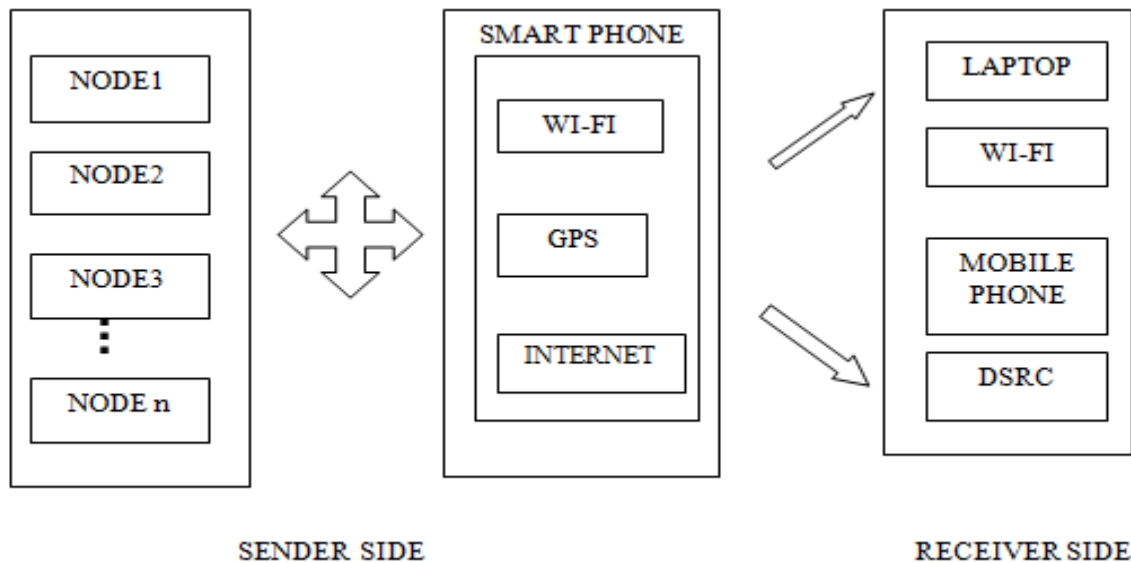 NODE1
NODE2
NODE3
NODE n
SMART PHONE
WI-FI
GPS
INTERNET
LAPTOP
WI-FI
MOBILE
PHONE
DSRC
SENDER SIDE
RECEIVER SIDE